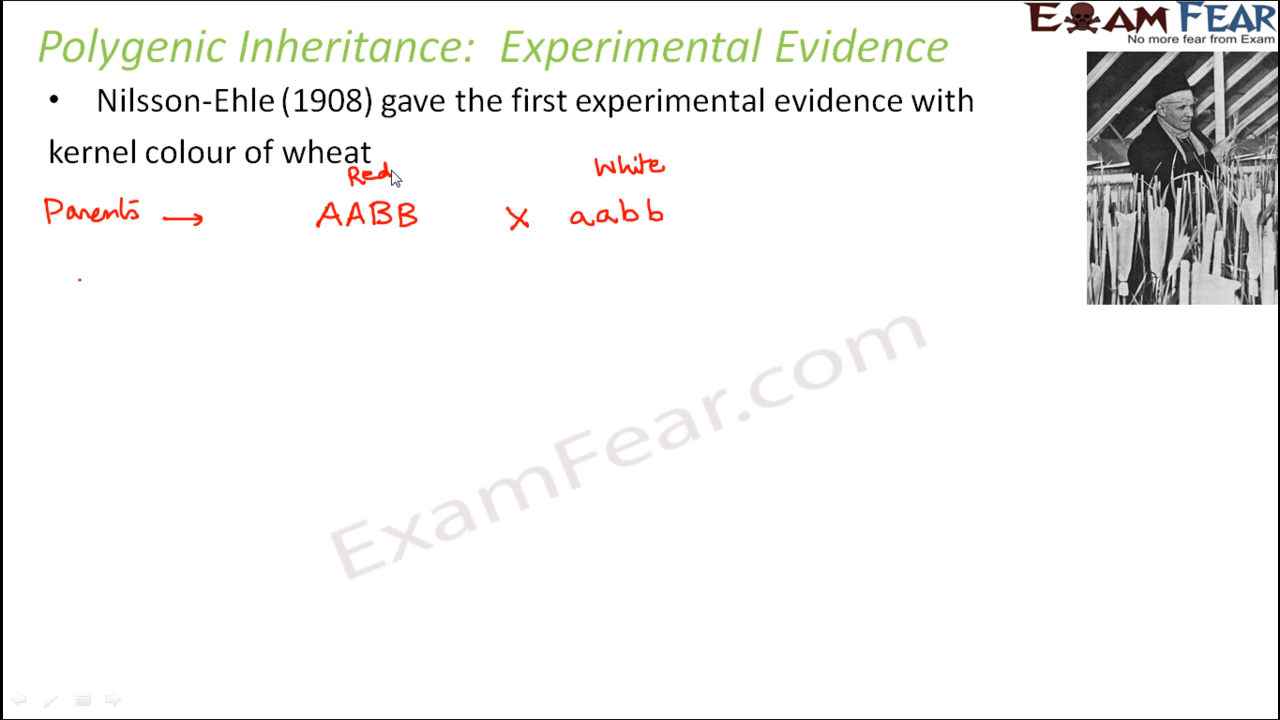 EXAM FEAR
No more fear from Exam
Polygenic Inheritance: Experimental Evidence
• Nilsson-Ehle (1908) gave the first experimental evidence with
kernel colour of wheat
Red White
Parents → AABB X aabb
ExamFear.com